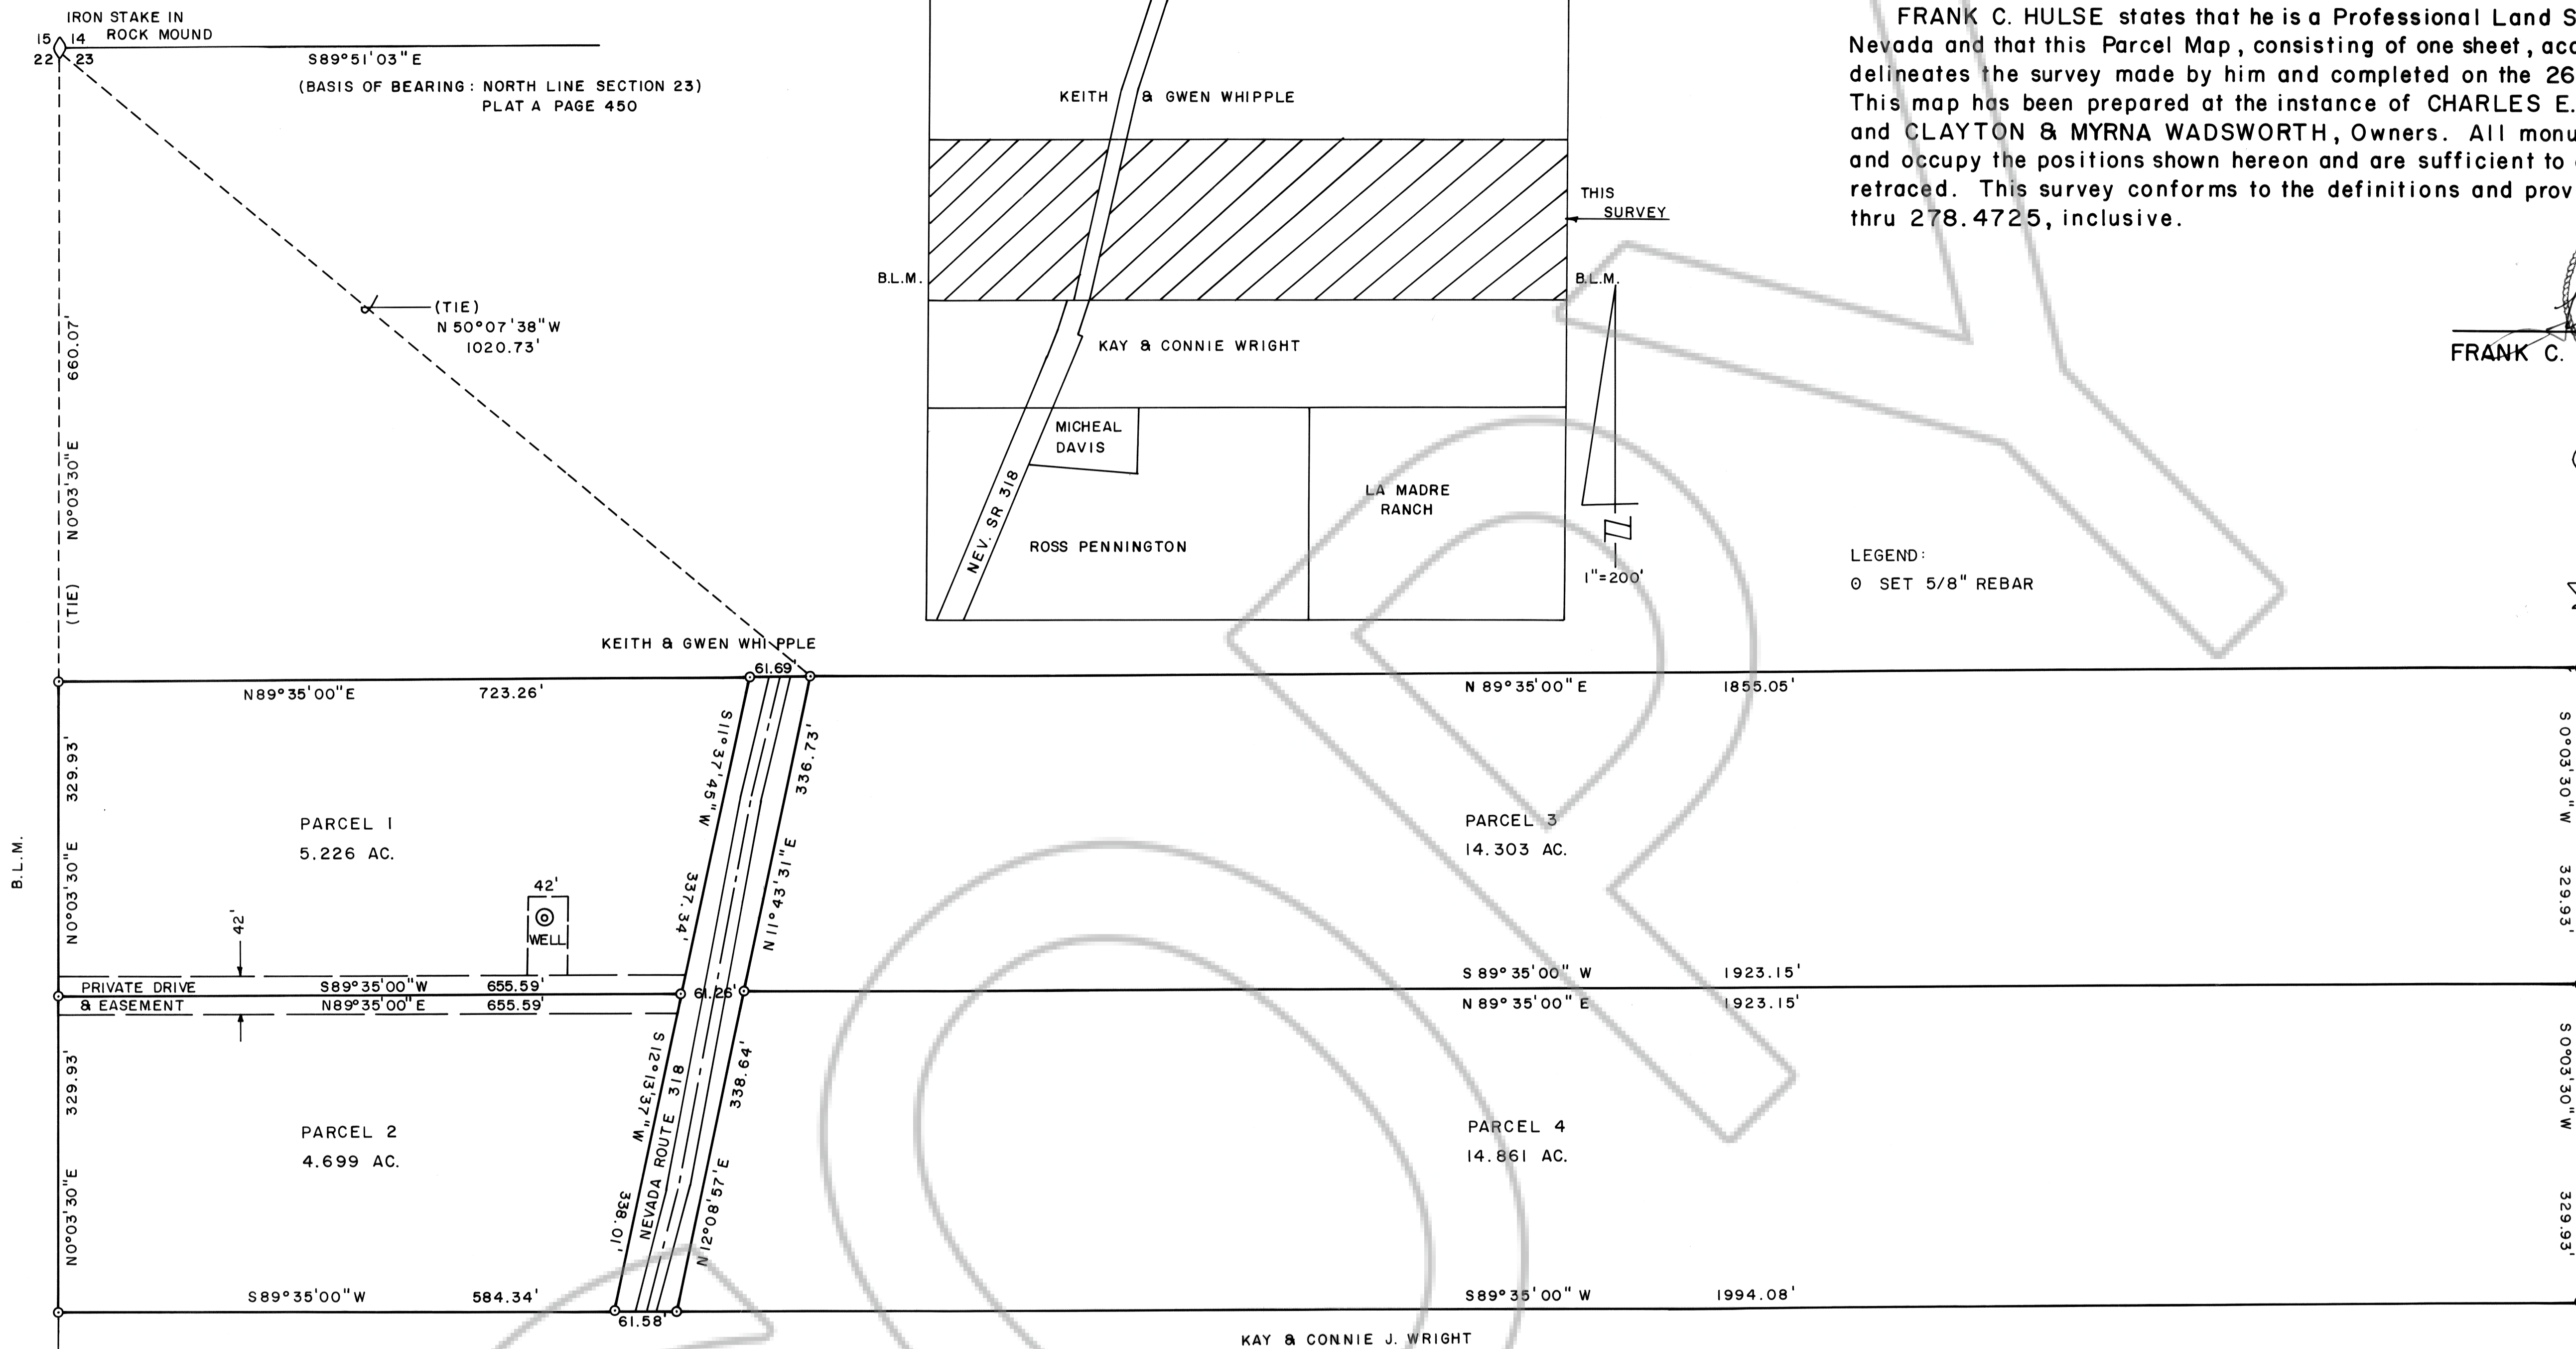 IRON STAKE IN
ROCK MOUND
15 14
22 23
S89°51'03"E
(BASIS OF BEARING: NORTH LINE SECTION 23)
PLAT A PAGE 450
660.07'
N0°03'30"E
(TIE)
(TIE)
N50°07'38"W
1020.73'
KEITH & GWEN WHIPPLE
THIS
SURVEY
B.L.M.
B.L.M.
KAY & CONNIE WRIGHT
MICHEAL
DAVIS
NEV. SR 318
ROSS PENNINGTON
LA MADRE
RANCH
1"=200'
FRANK C. HULSE states that he is a Professional Land S
Nevada and that this Parcel Map, consisting of one sheet, acc
delineates the survey made by him and completed on the 26
This map has been prepared at the instance of CHARLES E.
and CLAYTON & MYRNA WADSWORTH, Owners. All monu
and occupy the positions shown hereon and are sufficient to
retraced. This survey conforms to the definitions and prov
thru 278.4725, inclusive.
FRANK C.
LEGEND:
⊙ SET 5/8" REBAR
KEITH & GWEN WHIPPLE
61.69'
N89°35'00"E 723.26'
N 89°35'00"E 1855.05'
329.93'
N0°03'30"E
B.L.M.
PARCEL 1
5.226 AC.
42'
42'
WELL
S11°37'45"W
337.34'
336.73'
N11°43'31"E
PARCEL 3
14.303 AC.
S0°03'30"W
329.93'
PRIVATE DRIVE S89°35'00"W 655.59'
& EASEMENT N89°35'00"E 655.59'
61.26'
S 89°35'00" W 1923.15'
N 89°35'00" E 1923.15'
329.93'
N0°03'30"E
PARCEL 2
4.699 AC.
S12°13'37"W
338.01'
NEVADA ROUTE 318
338.64'
N12°08'57'E
PARCEL 4
14.861 AC.
S0°03'30"W
329.93'
S89°35'00"W 584.34'
61.58'
S89°35'00" W 1994.08'
KAY & CONNIE J. WRIGHT
COPY